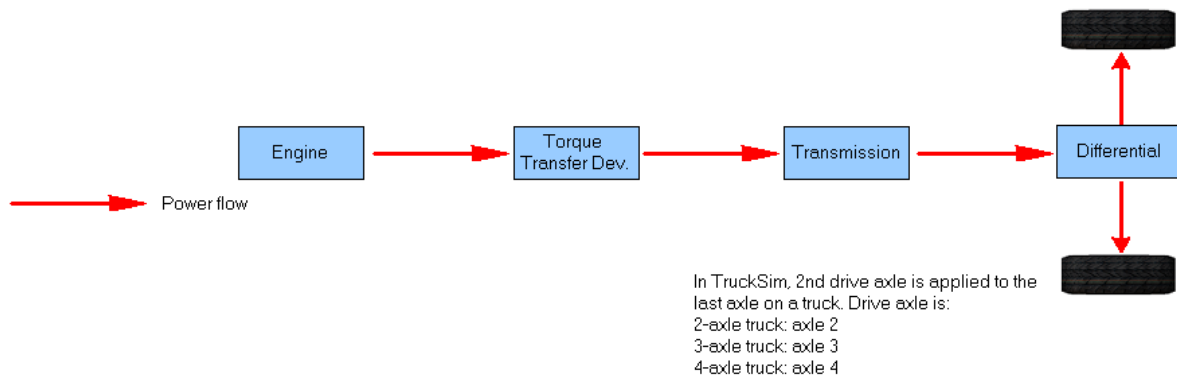 Engine
Torque
Transfer Dev.
Transmission
Differential
Power flow
In TruckSim, 2nd drive axle is applied to the
last axle on a truck. Drive axle is:
2-axle truck: axle 2
3-axle truck: axle 3
4-axle truck: axle 4